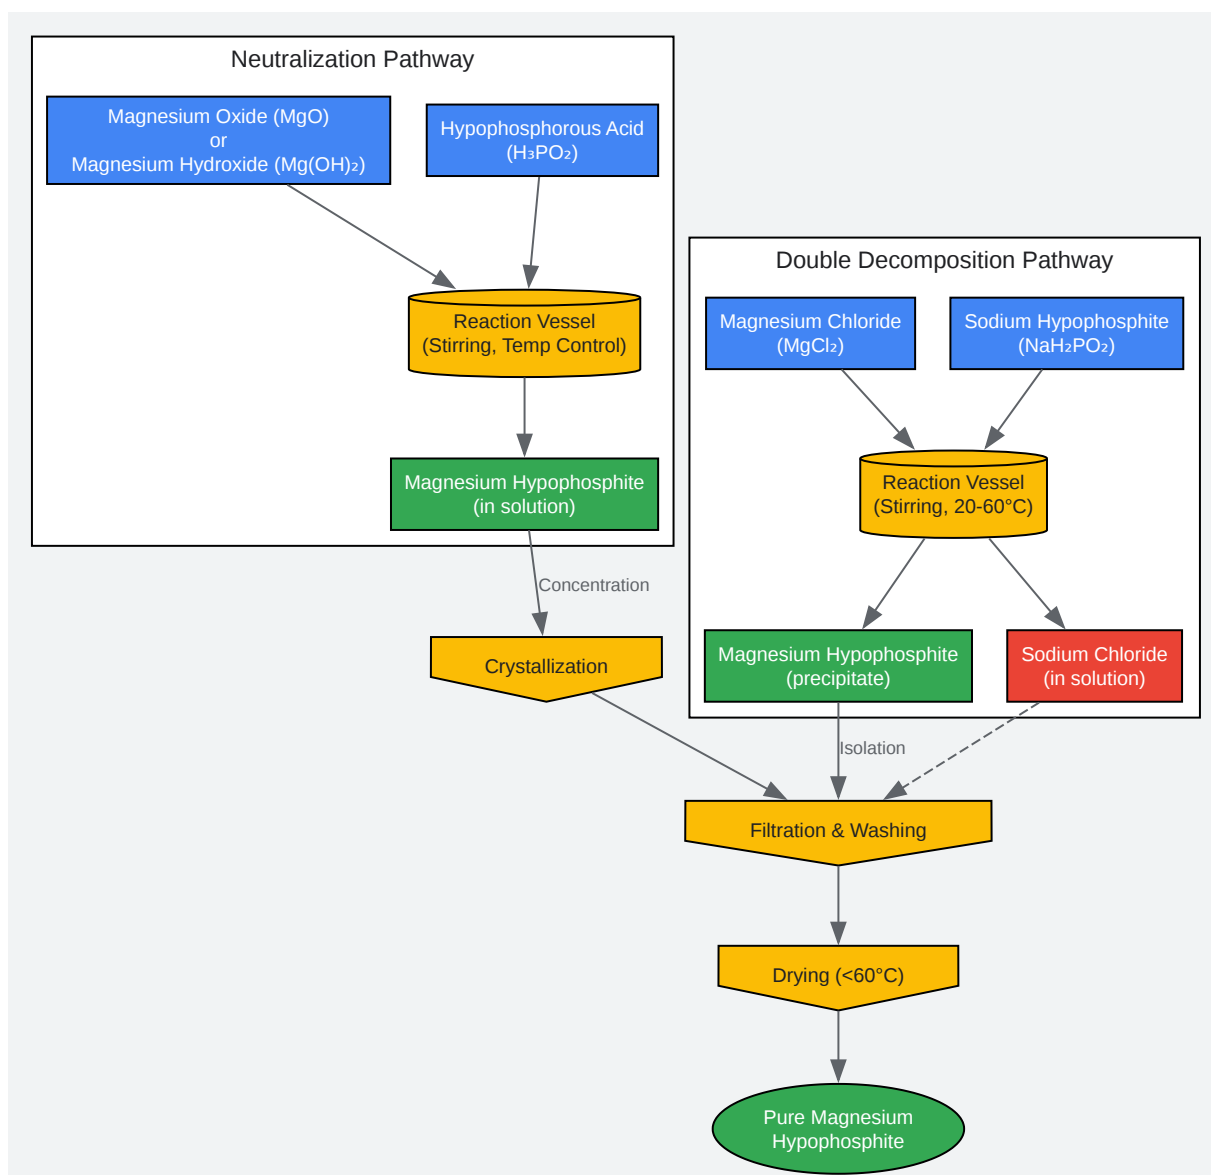 Neutralization Pathway
Magnesium Oxide (MgO)
or
Magnesium Hydroxide (Mg(OH)₂)
Hypophosphorous Acid
(H₃PO₂)
Reaction Vessel
(Stirring, Temp Control)
Magnesium Hypophosphite
(in solution)
Double Decomposition Pathway
Magnesium Chloride
(MgCl₂)
Sodium Hypophosphite
(NaH₂PO₂)
Reaction Vessel
(Stirring, 20-60°C)
Magnesium Hypophosphite
(precipitate)
Sodium Chloride
(in solution)
Concentration
Crystallization
Isolation
Filtration & Washing
Drying (<60°C)
Pure Magnesium
Hypophosphite